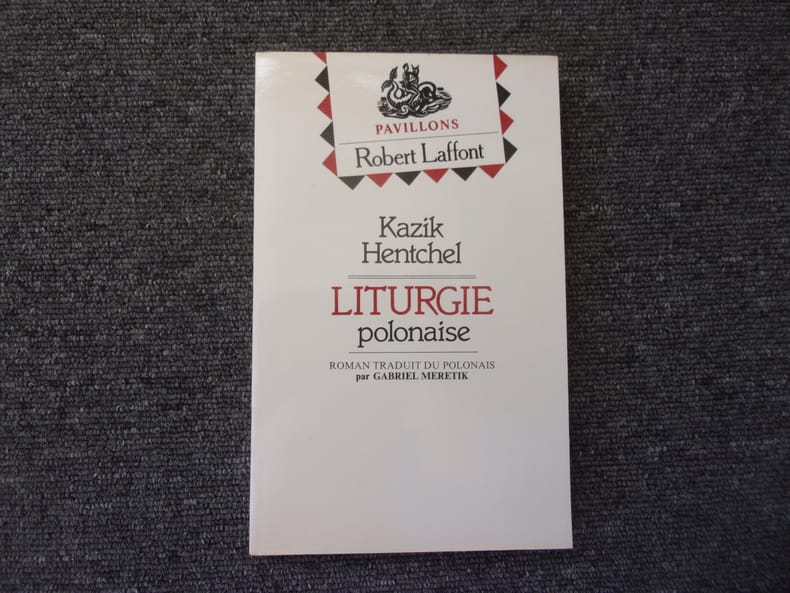 PAVILLONS
Robert Laffont
Kazik
Hentchel
LITURGIE
polonaise
ROMAN TRADUIT DU POLONAIS
par GABRIEL MERETIK